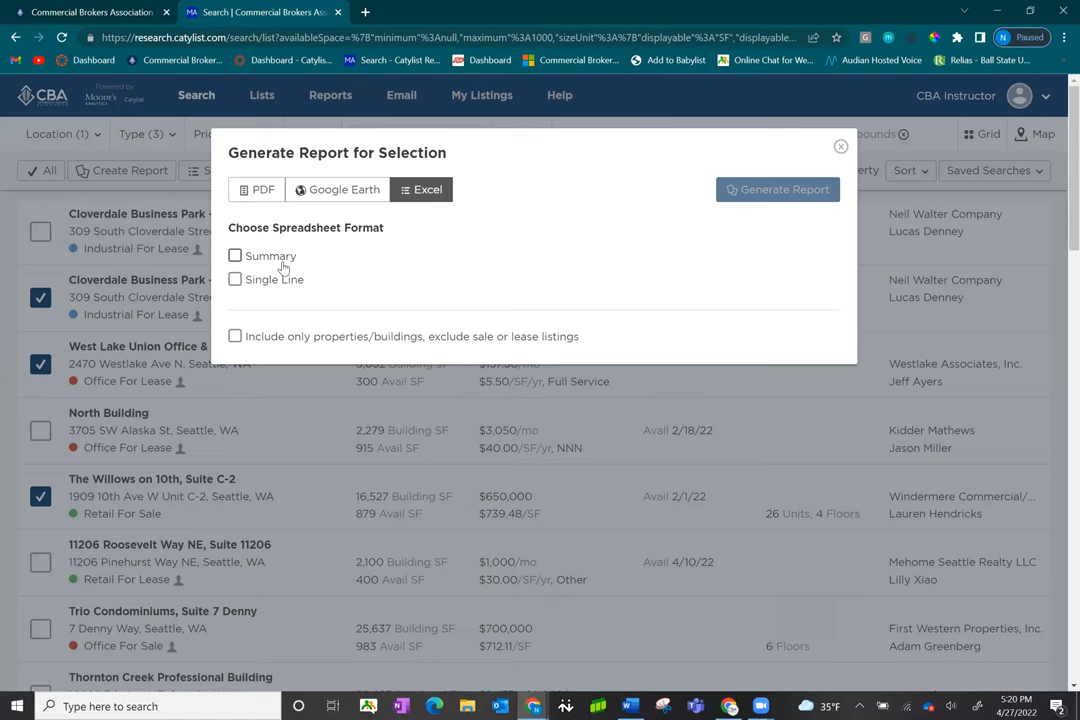 Commercial Brokers Association
Search | Commercial Brokers Ass
https://research.catylist.com/search/list?availableSpace=%7B"minimum"%3Anull,"maximum"%3A1000,"sizeUnit"%3A%7B"displayable"%3A"SF","displayable...
N Paused
Dashboard
Commercial Broker...
Dashboard - Catylis...
MA Search - Catylist Re...
Dashboard
Commercial Broker...
Add to Babylist
Online Chat for We...
Audian Hosted Voice
Relias - Ball State U...
CBA
Powered by
Moody's ANALYTICS Catylist
Search
Lists
Reports
Email
My Listings
Help
CBA Instructor
Location (1)
Type (3)
ounds
Grid
Map
All
Create Report
perty
Sort
Saved Searches
Generate Report for Selection
PDF
Google Earth
Excel
Generate Report
Choose Spreadsheet Format
Summary
Single Line
Include only properties/buildings, exclude sale or lease listings
Cloverdale Business Park -
309 South Cloverdale Stre
Industrial For Lease
Neil Walter Company
Lucas Denney
Cloverdale Business Park -
309 South Cloverdale Stre
Industrial For Lease
Neil Walter Company
Lucas Denney
West Lake Union Office &
2470 Westlake Ave N, Seattle, WA
Office For Lease
300 Avail SF
$5.50/SF/yr, Full Service
Westlake Associates, Inc.
Jeff Ayers
North Building
3705 SW Alaska St, Seattle, WA
Office For Lease
2,279 Building SF
915 Avail SF
$3,050/mo
$40.00/SF/yr, NNN
Avail 2/18/22
Kidder Mathews
Jason Miller
The Willows on 10th, Suite C-2
1909 10th Ave W Unit C-2, Seattle, WA
Retail For Sale
16,527 Building SF
879 Avail SF
$650,000
$739.48/SF
Avail 2/1/22
26 Units, 4 Floors
Windermere Commercial/...
Lauren Hendricks
11206 Roosevelt Way NE, Suite 11206
11206 Pinehurst Way NE, Seattle, WA
Retail For Lease
2,100 Building SF
400 Avail SF
$1,000/mo
$30.00/SF/yr, Other
Avail 4/10/22
Mehome Seattle Realty LLC
Lilly Xiao
Trio Condominiums, Suite 7 Denny
7 Denny Way, Seattle, WA
Office For Sale
25,637 Building SF
983 Avail SF
$700,000
$712.11/SF
6 Floors
First Western Properties, Inc.
Adam Greenberg
Thornton Creek Professional Building
Type here to search
35°F
5:20 PM
4/27/2022